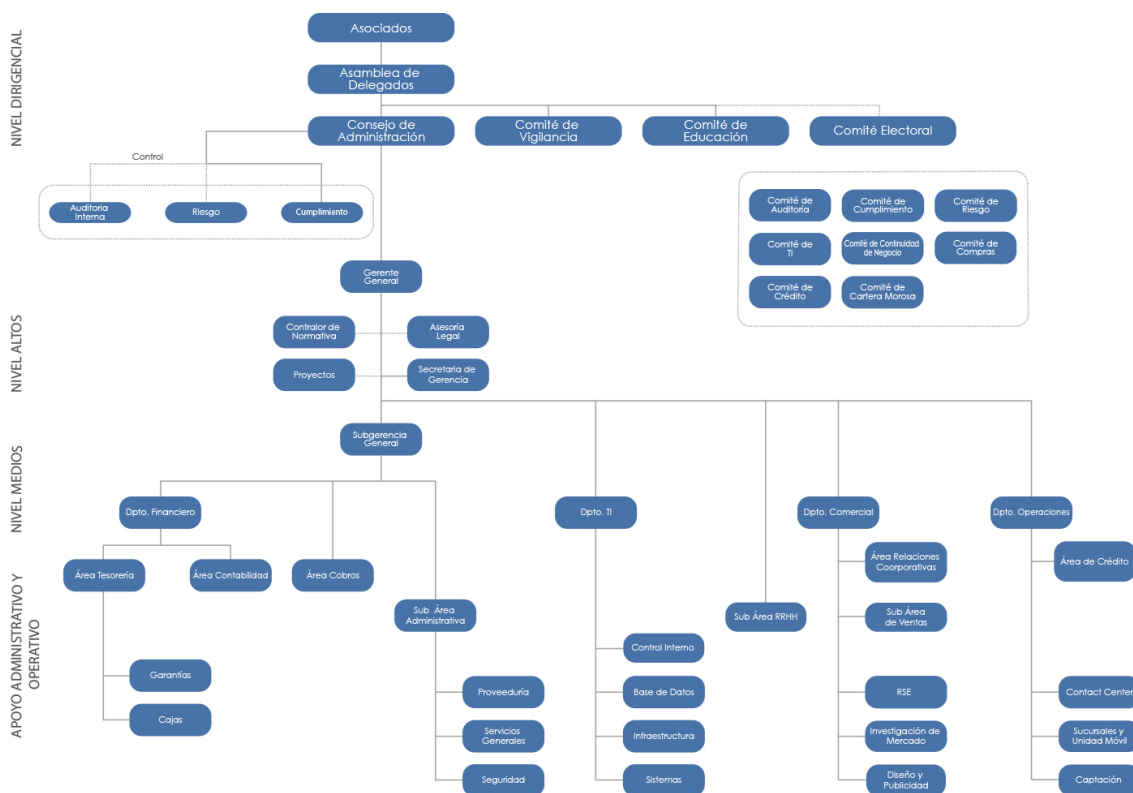 NIVEL DIRIGENCIAL
Asociados
Asamblea de
Delegados
Consejo de
Administración
Comité de
Vigilancia
Comité de
Educación
Comité Electoral
Control
Auditoria
Interna
Riesgo
Cumplimiento
Comité de
Auditoría
Comité de
Cumplimiento
Comité de
Riesgo
Comité de
TI
Comité de Continuidad
de Negocio
Comité de
Compras
Comité de
Crédito
Comité de
Cartera Morosa
NIVEL ALTOS
Gerente
General
Contralor de
Normativa
Asesoría
Legal
Proyectos
Secretaria de
Gerencia
NIVEL MEDIOS
Subgerencia
General
Dpto. Financiero
Dpto. TI
Dpto. Comercial
Dpto. Operaciones
APOYO ADMINISTRATIVO Y
OPERATIVO
Área Tesorería
Área Contabilidad
Área Cobros
Área Relaciones
Coorporativas
Área de Crédito
Sub Área
Administrativa
Sub Área RRHH
Sub Área
de Ventas
Control Interno
Garantías
Proveeduría
Base de Datos
RSE
Contact Center
Cajas
Servicios
Generales
Infraestructura
Investigación de
Mercado
Sucursales y
Unidad Móvil
Seguridad
Sistemas
Diseño y
Publicidad
Captación